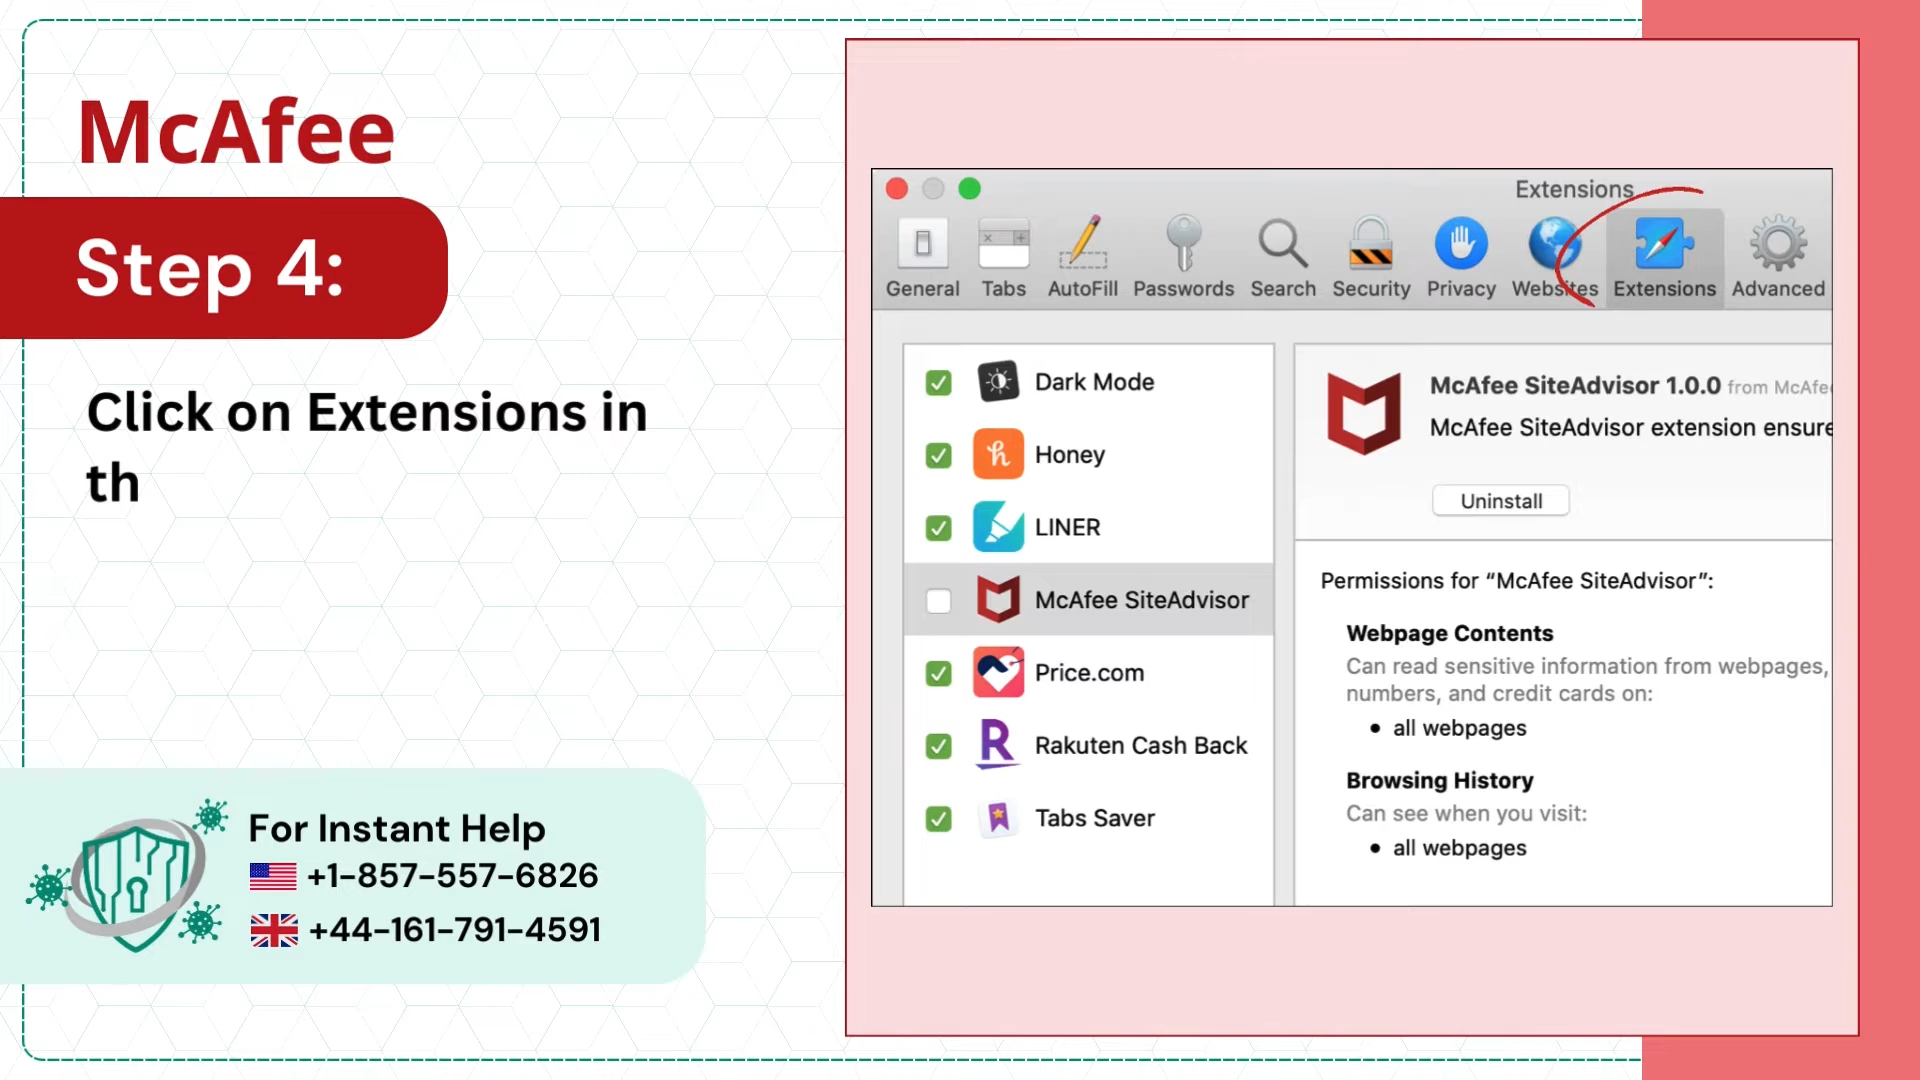 McAfee
Step 4:
Click on Extensions in
th
For Instant Help
+1-857-557-6826
+44-161-791-4591
Extensions
General
Tabs
AutoFill
Passwords
Search
Security
Privacy
Websites
Extensions
Advanced
Dark Mode
Honey
LINER
McAfee SiteAdvisor
Price.com
Rakuten Cash Back
Tabs Saver
McAfee SiteAdvisor 1.0.0 from McAfee
McAfee SiteAdvisor extension ensure
Uninstall
Permissions for “McAfee SiteAdvisor”:
Webpage Contents
Can read sensitive information from webpages,
numbers, and credit cards on:
• all webpages
Browsing History
Can see when you visit:
• all webpages